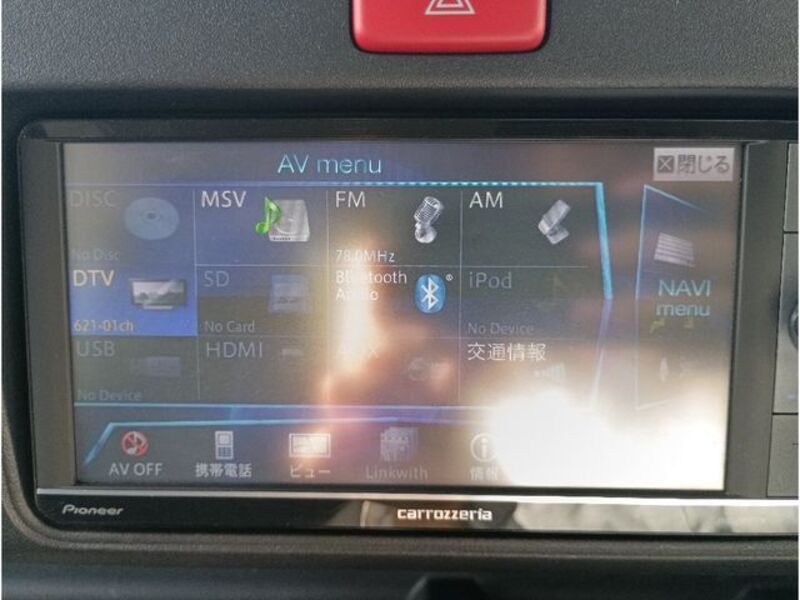 AV menu
閉じる
DISC
No Disc
MSV
FM
78.0MHz
AM
DTV
621-01ch
SD
No Card
Bluetooth®
Audio
iPod
No Device
NAVI
menu
USB
No Device
HDMI
交通情報
AV OFF
携帯電話
ビュー
Linkwith
情報
Pioneer
carrozzeria